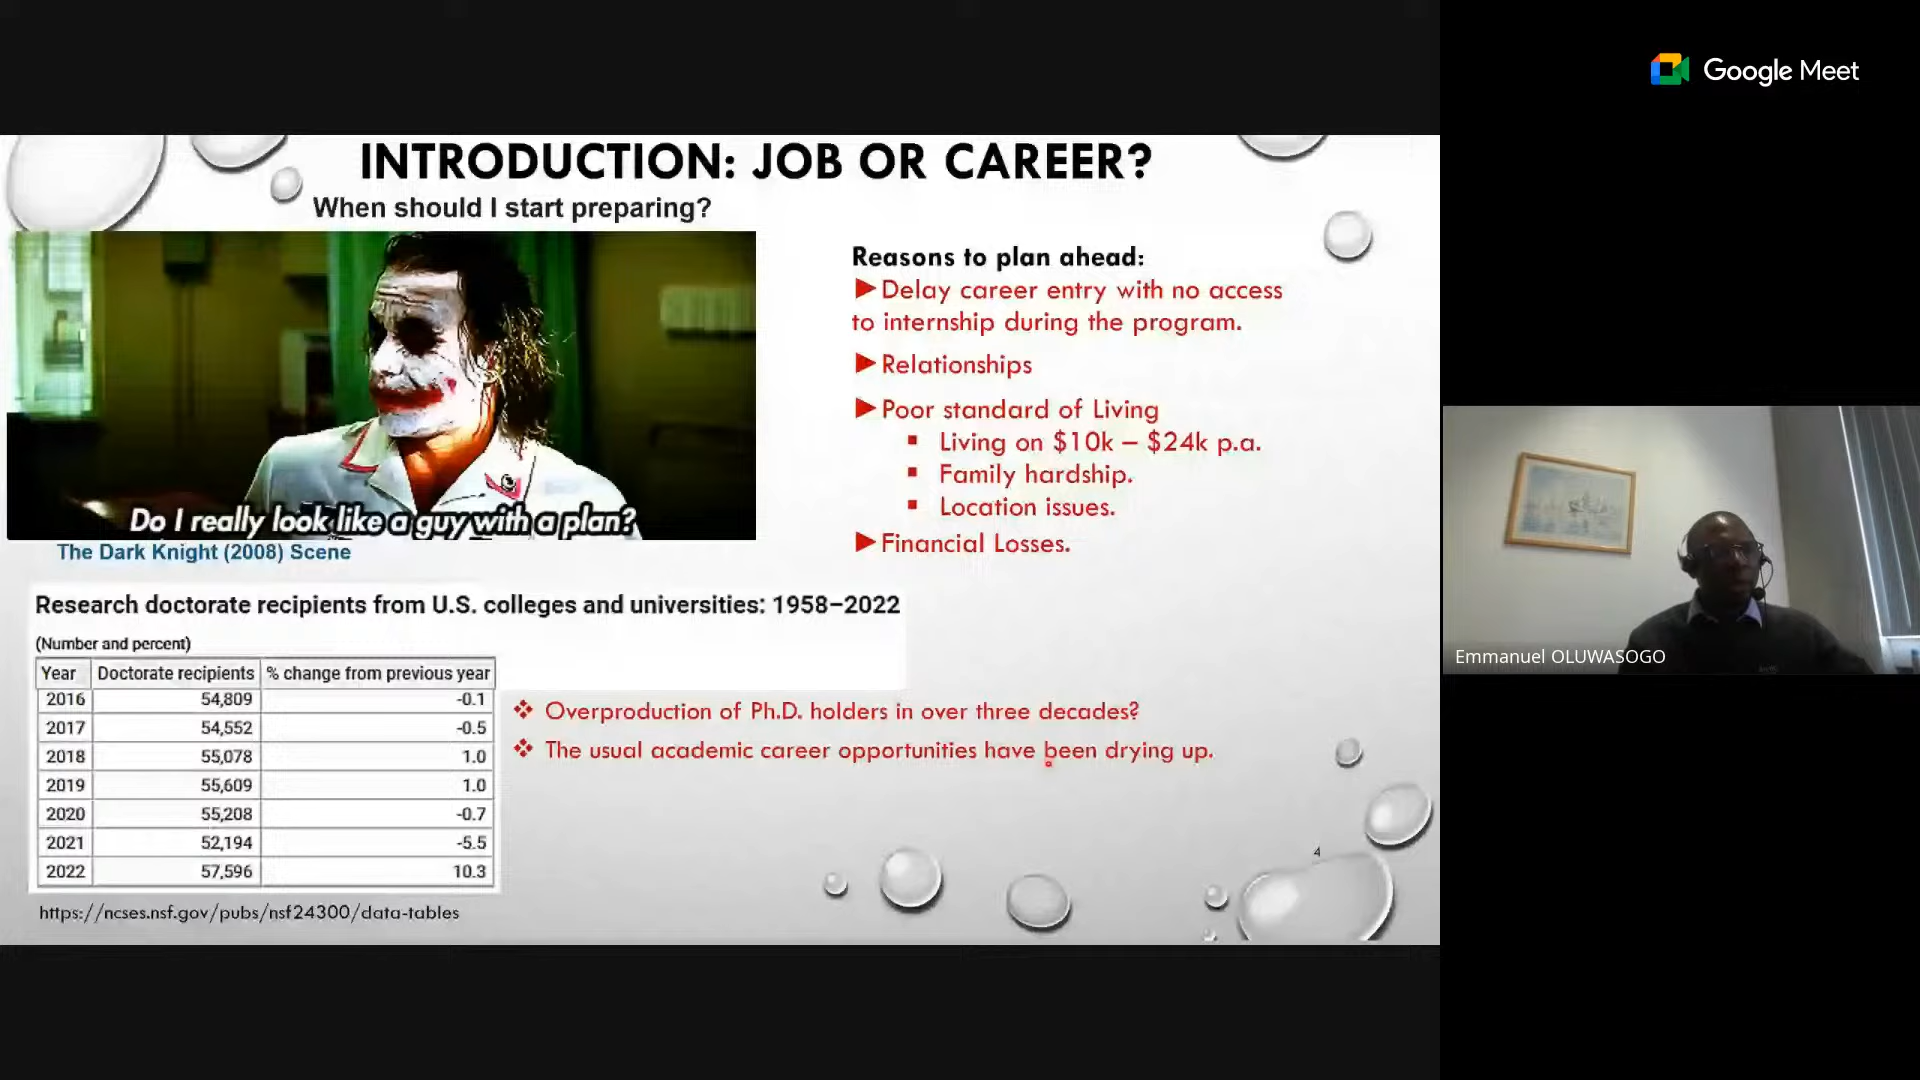 Google Meet
INTRODUCTION: JOB OR CAREER?
When should I start preparing?
Do I really look like a guy with a plan?
The Dark Knight (2008) Scene
Reasons to plan ahead:
►Delay career entry with no access
to internship during the program.
►Relationships
►Poor standard of Living
▪ Living on $10k – $24k p.a.
▪ Family hardship.
▪ Location issues.
►Financial Losses.
Research doctorate recipients from U.S. colleges and universities: 1958–2022
(Number and percent)
Year Doctorate recipients % change from previous year
2016 54,809 -0.1
2017 54,552 -0.5
2018 55,078 1.0
2019 55,609 1.0
2020 55,208 -0.7
2021 52,194 -5.5
2022 57,596 10.3
https://ncses.nsf.gov/pubs/nsf24300/data-tables
❖ Overproduction of Ph.D. holders in over three decades?
❖ The usual academic career opportunities have been drying up.
4
Emmanuel OLUWASOGO